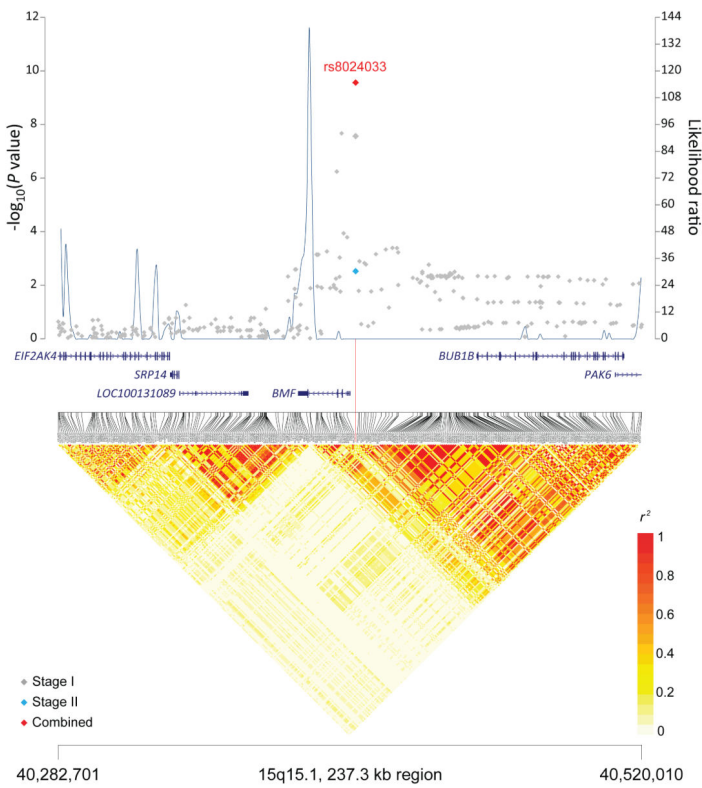 12
10
8
6
4
2
0
-log10(P value)
144
132
120
108
96
84
72
60
48
36
24
12
0
Likelihood ratio
rs8024033
EIF2AK4
SRP14
LOC100131089
BMF
BUB1B
PAK6
r2
1
0.8
0.6
0.4
0.2
0
Stage I
Stage II
Combined
40,282,701
15q15.1, 237.3 kb region
40,520,010